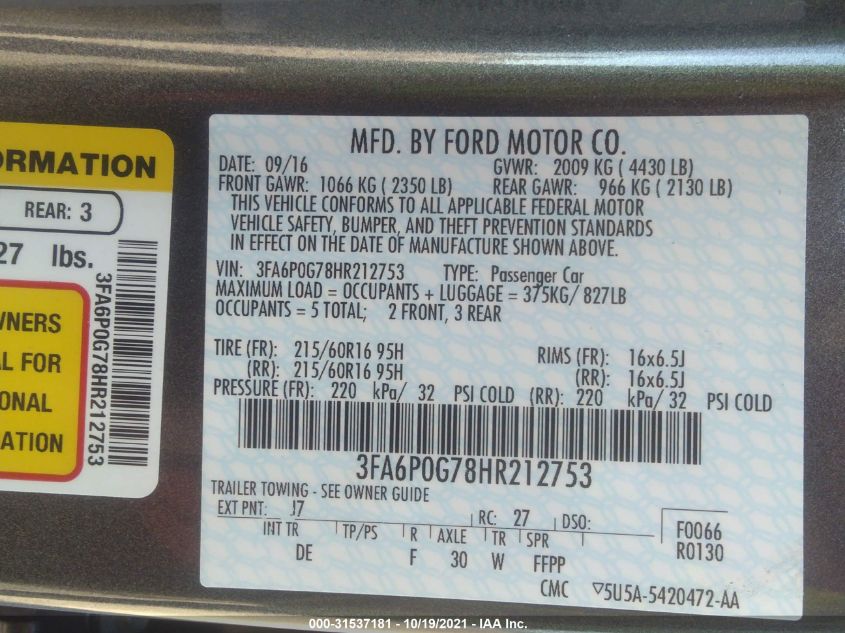 ORMATION
REAR: 3
27 lbs.
3FA6P0G78HR212753
WNERS
AL FOR
ONAL
ATION
MFD. BY FORD MOTOR CO.
DATE: 09/16 GVWR: 2009 KG ( 4430 LB)
FRONT GAWR: 1066 KG ( 2350 LB) REAR GAWR: 966 KG ( 2130 LB)
THIS VEHICLE CONFORMS TO ALL APPLICABLE FEDERAL MOTOR
VEHICLE SAFETY, BUMPER, AND THEFT PREVENTION STANDARDS
IN EFFECT ON THE DATE OF MANUFACTURE SHOWN ABOVE.
VIN: 3FA6P0G78HR212753 TYPE: Passenger Car
MAXIMUM LOAD = OCCUPANTS + LUGGAGE = 375KG/ 827LB
OCCUPANTS = 5 TOTAL; 2 FRONT, 3 REAR
TIRE (FR): 215/60R16 95H RIMS (FR): 16x6.5J
(RR): 215/60R16 95H (RR): 16x6.5J
PRESSURE (FR): 220 kPa/ 32 PSI COLD (RR): 220 kPa/ 32 PSI COLD
3FA6P0G78HR212753
TRAILER TOWING - SEE OWNER GUIDE
EXT PNT: J7 RC: 27 DSO: F0066
INT TR TP/PS R AXLE TR SPR R0130
DE F 30 W FFPP
CMC ▽5U5A-5420472-AA
000-31537181 - 10/19/2021 - IAA Inc.